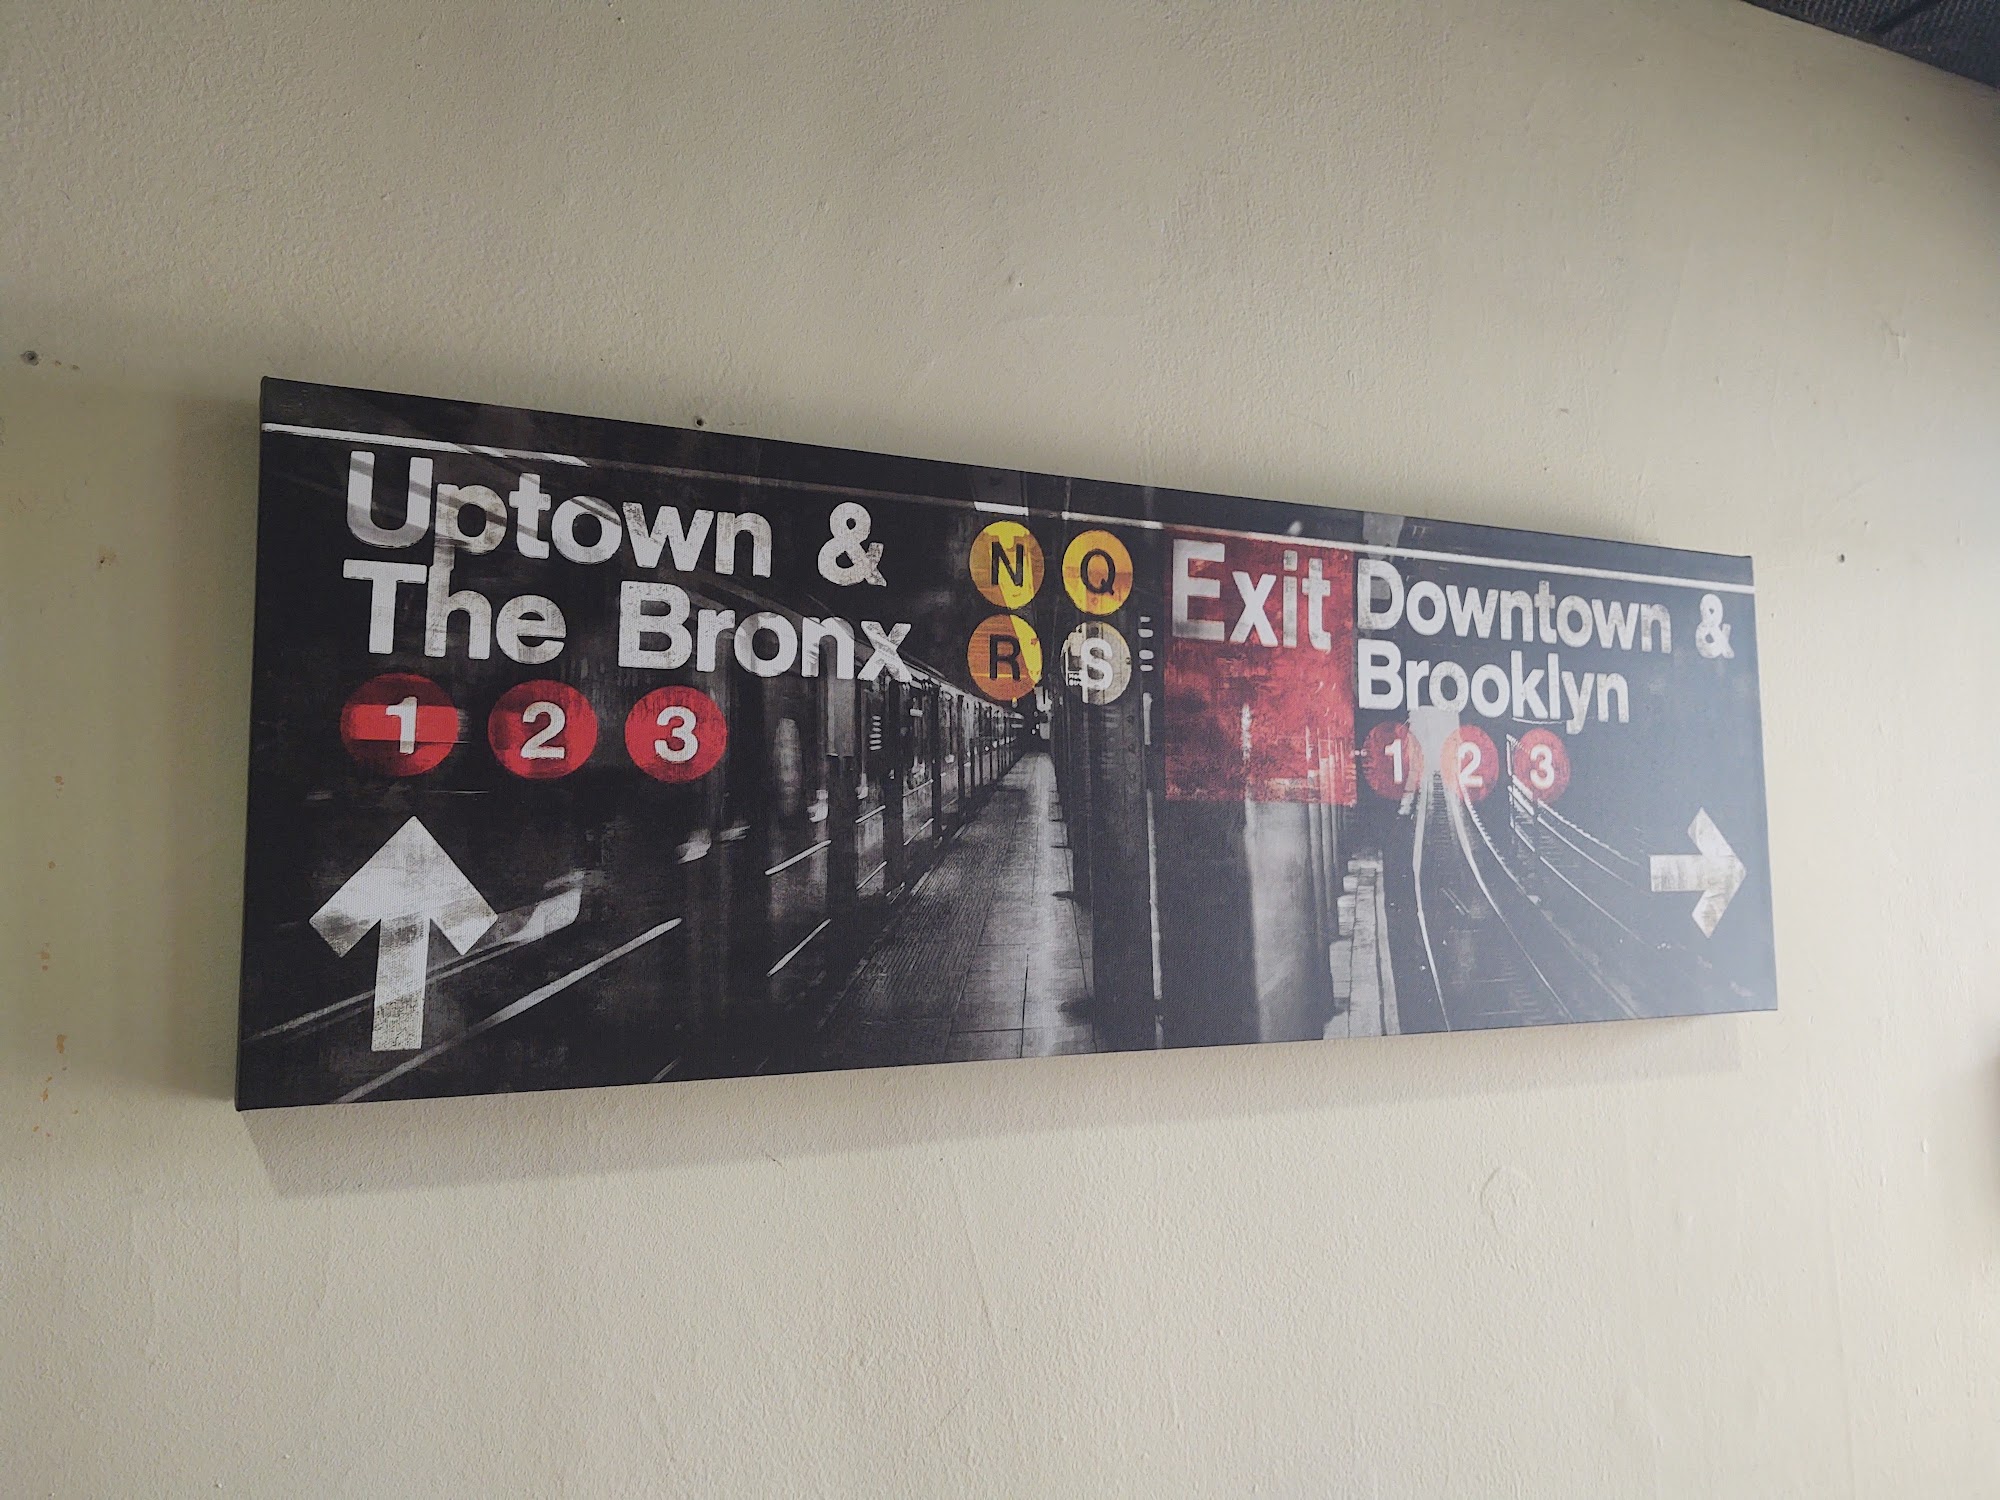 Uptown &
The Bronx
1 2 3
N Q
R S
Exit
Downtown &
Brooklyn
1 2 3